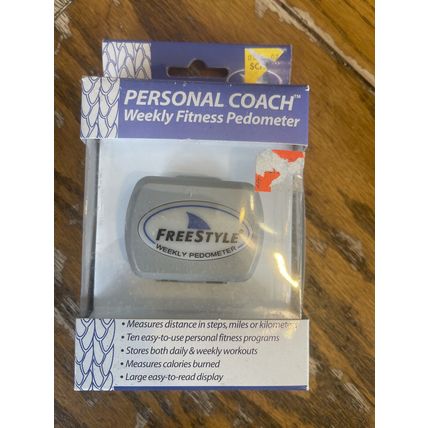 PERSONAL COACH™
Weekly Fitness Pedometer
FREESTYLE®
WEEKLY PEDOMETER
• Measures distance in steps, miles or kilometers
• Ten easy-to-use personal fitness programs
• Stores both daily & weekly workouts
• Measures calories burned
• Large easy-to-read display